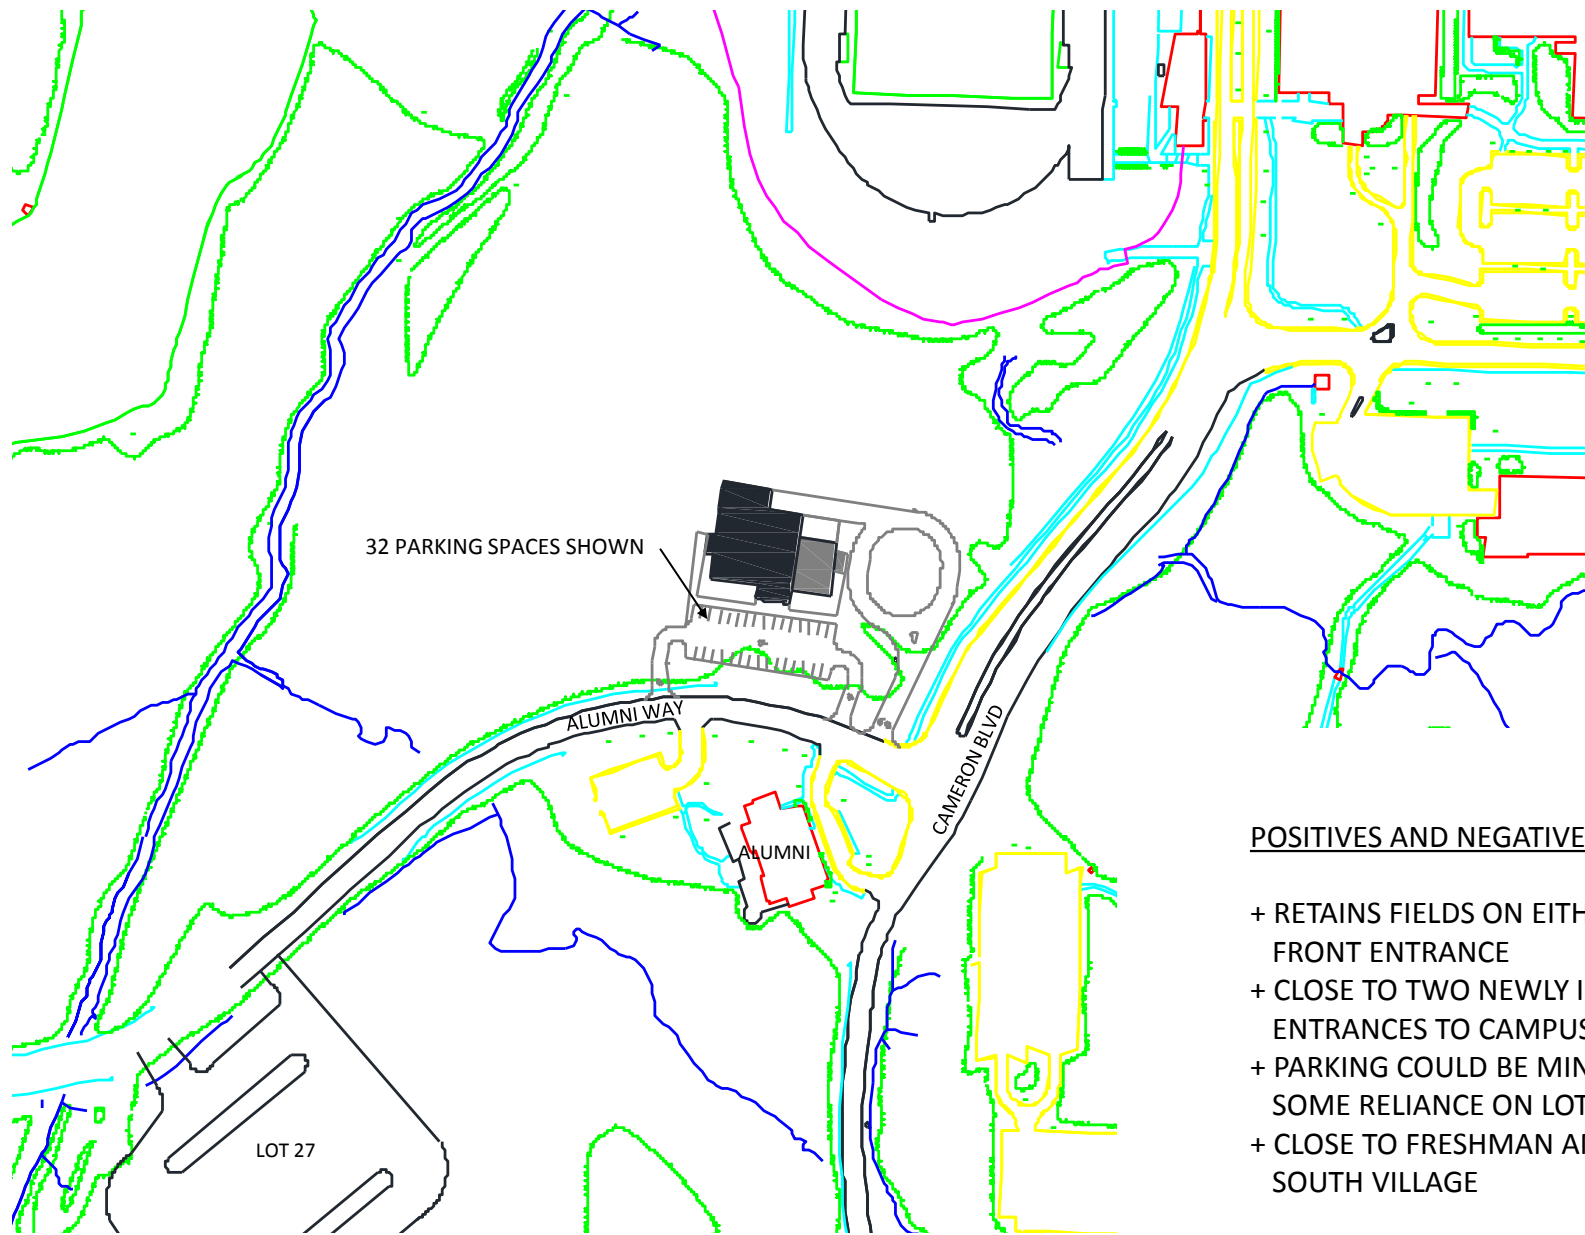 32 PARKING SPACES SHOWN
ALUMNI WAY
CAMERON BLVD
ALUMNI
LOT 27
POSITIVES AND NEGATIVE
+ RETAINS FIELDS ON EITH
FRONT ENTRANCE
+ CLOSE TO TWO NEWLY I
ENTRANCES TO CAMPUS
+ PARKING COULD BE MIN
SOME RELIANCE ON LOT
+ CLOSE TO FRESHMAN A
SOUTH VILLAGE